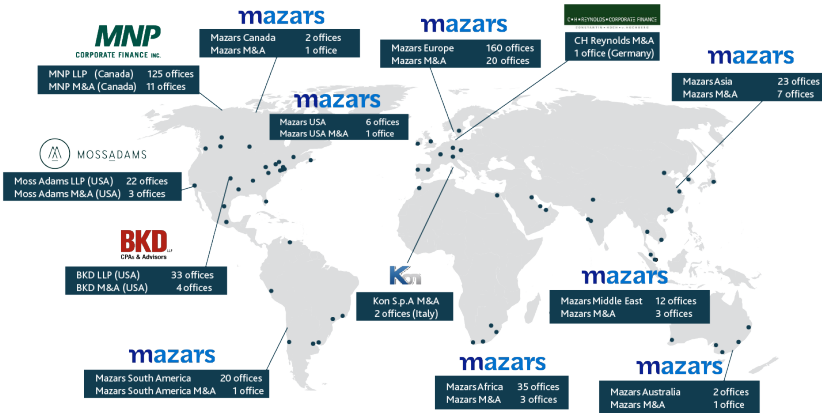 mazars
Mazars Canada 2 offices
Mazars M&A 1 office
MNP
CORPORATE FINANCE INC.
MNP LLP (Canada) 125 offices
MNP M&A (Canada) 11 offices
mazars
Mazars Europe 160 offices
Mazars M&A 20 offices
C•H•REYNOLDS•CORPORATE FINANCE
CH Reynolds M&A
1 office (Germany)
mazars
Mazars Asia 23 offices
Mazars M&A 7 offices
mazars
Mazars USA 6 offices
Mazars USA M&A 1 office
MOSSADAMS
Moss Adams LLP (USA) 22 offices
Moss Adams M&A (USA) 3 offices
BKD LLP
CPAs & Advisors
BKD LLP (USA) 33 offices
BKD M&A (USA) 4 offices
Kon
Kon S.p.A M&A
2 offices (Italy)
mazars
Mazars Middle East 12 offices
Mazars M&A 3 offices
mazars
Mazars South America 20 offices
Mazars South America M&A 1 office
mazars
Mazars Africa 35 offices
Mazars M&A 3 offices
mazars
Mazars Australia 2 offices
Mazars M&A 1 office